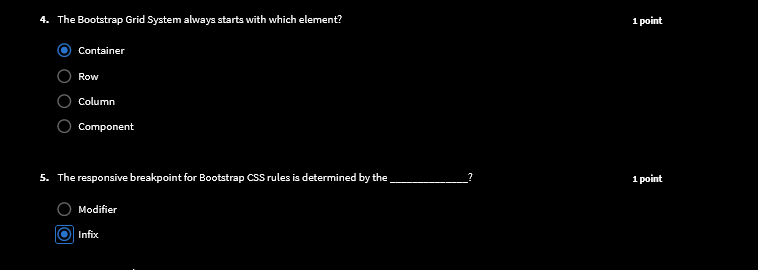 4. The Bootstrap Grid System always starts with which element?
1 point
Container
Row
Column
Component
5. The responsive breakpoint for Bootstrap CSS rules is determined by the ______________?
1 point
Modifier
Infix